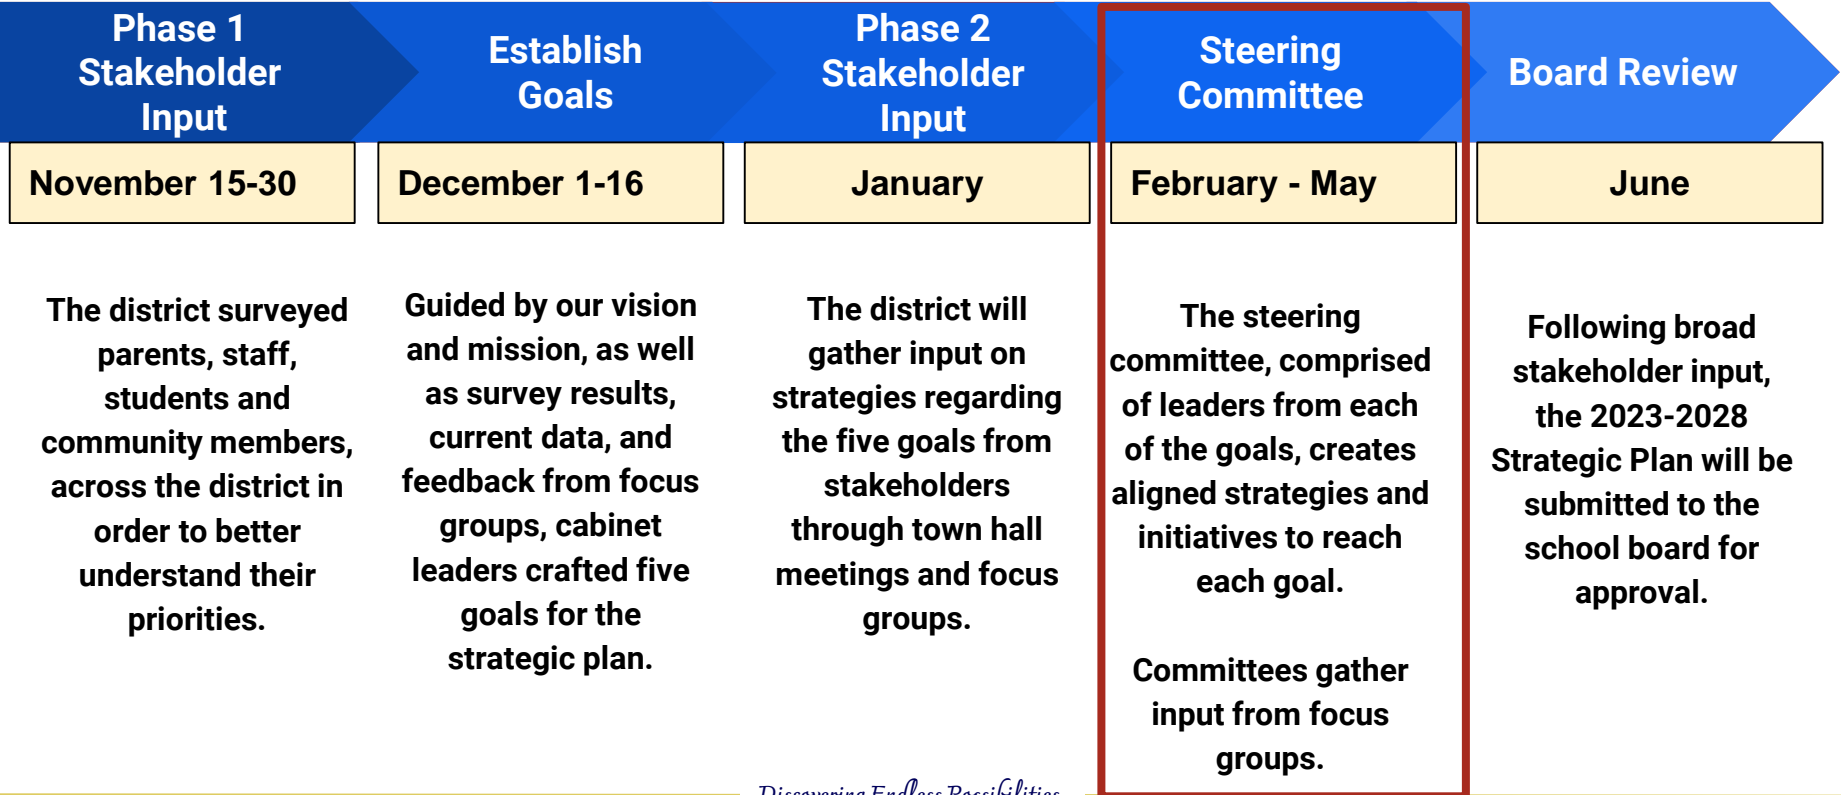 Phase 1
Stakeholder
Input
Establish
Goals
Phase 2
Stakeholder
Input
Steering
Committee
Board Review
November 15-30
December 1-16
January
February - May
June
The district surveyed
parents, staff,
students and
community members,
across the district in
order to better
understand their
priorities.
Guided by our vision
and mission, as well
as survey results,
current data, and
feedback from focus
groups, cabinet
leaders crafted five
goals for the
strategic plan.
The district will
gather input on
strategies regarding
the five goals from
stakeholders
through town hall
meetings and focus
groups.
The steering
committee, comprised
of leaders from each
of the goals, creates
aligned strategies and
initiatives to reach
each goal.
Committees gather
input from focus
groups.
Following broad
stakeholder input,
the 2023-2028
Strategic Plan will be
submitted to the
school board for
approval.
Discovering Endless Possibilities